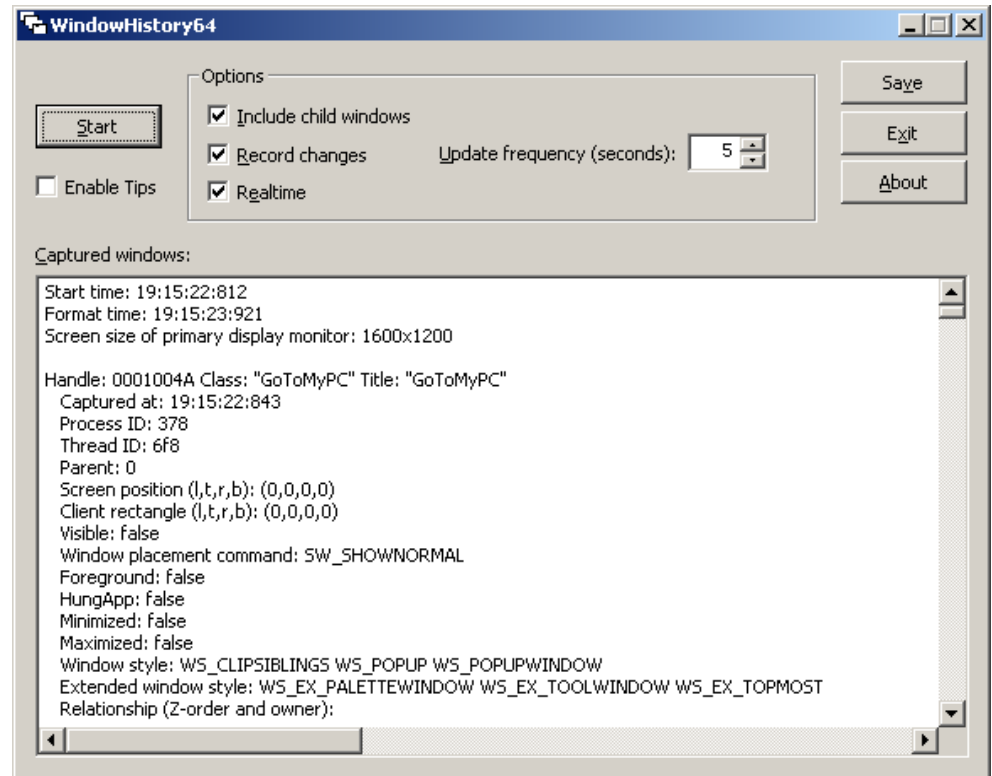 WindowHistory64
Options
Start
Enable Tips
Include child windows
Record changes
Realtime
Update frequency (seconds): 5
Save
Exit
About
Captured windows:
Start time: 19:15:22:812
Format time: 19:15:23:921
Screen size of primary display monitor: 1600x1200
Handle: 0001004A Class: "GoToMyPC" Title: "GoToMyPC"
Captured at: 19:15:22:843
Process ID: 378
Thread ID: 6f8
Parent: 0
Screen position (l,t,r,b): (0,0,0,0)
Client rectangle (l,t,r,b): (0,0,0,0)
Visible: false
Window placement command: SW_SHOWNORMAL
Foreground: false
HungApp: false
Minimized: false
Maximized: false
Window style: WS_CLIPSIBLINGS WS_POPUP WS_POPUPWINDOW
Extended window style: WS_EX_PALETTEWINDOW WS_EX_TOOLWINDOW WS_EX_TOPMOST
Relationship (Z-order and owner):